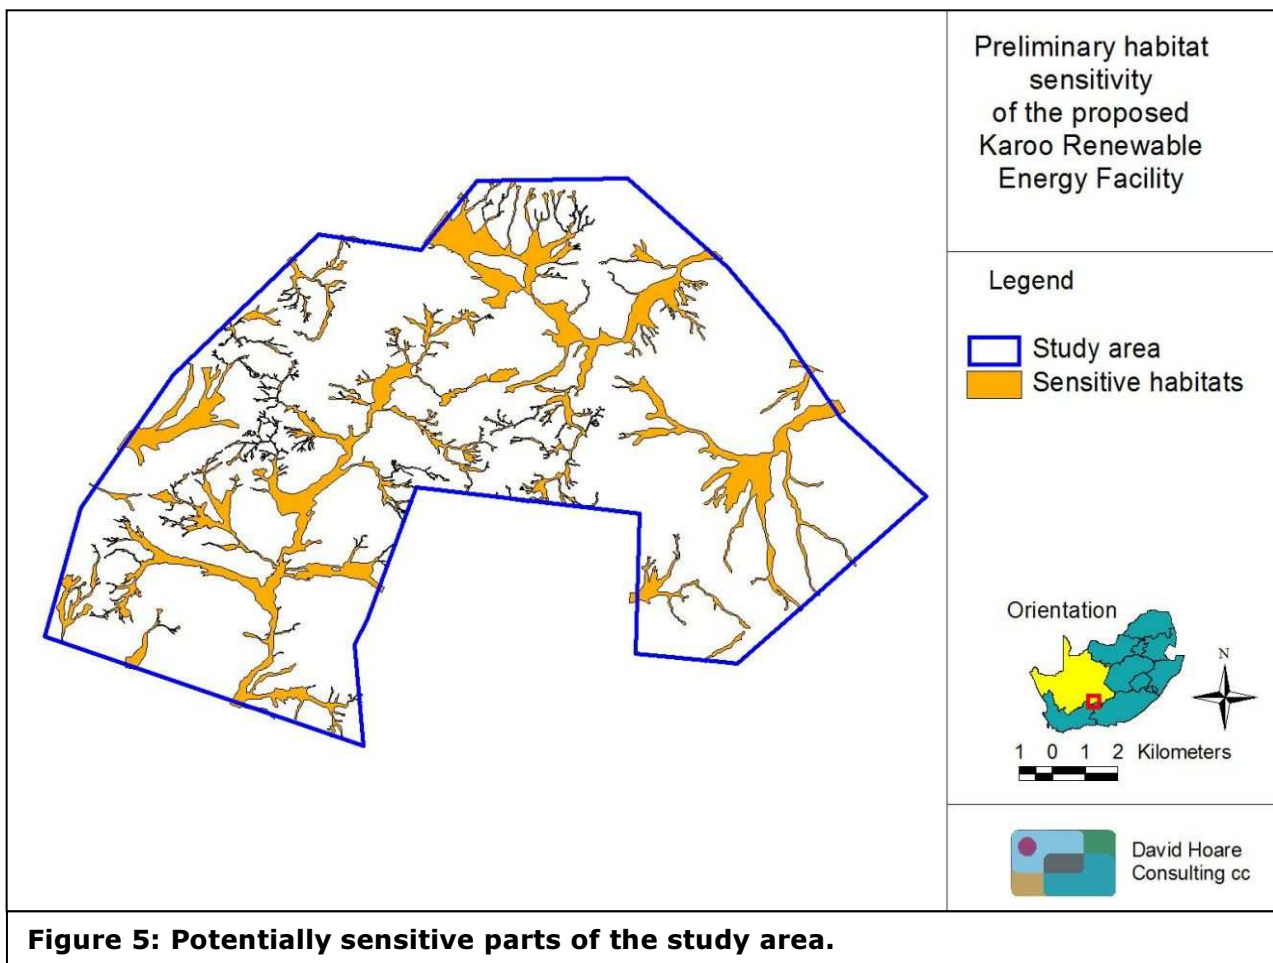 Preliminary habitat
sensitivity
of the proposed
Karoo Renewable
Energy Facility
Legend
Study area
Sensitive habitats
Orientation
N
1 0 1 2 Kilometers
David Hoare
Consulting cc
Figure 5: Potentially sensitive parts of the study area.